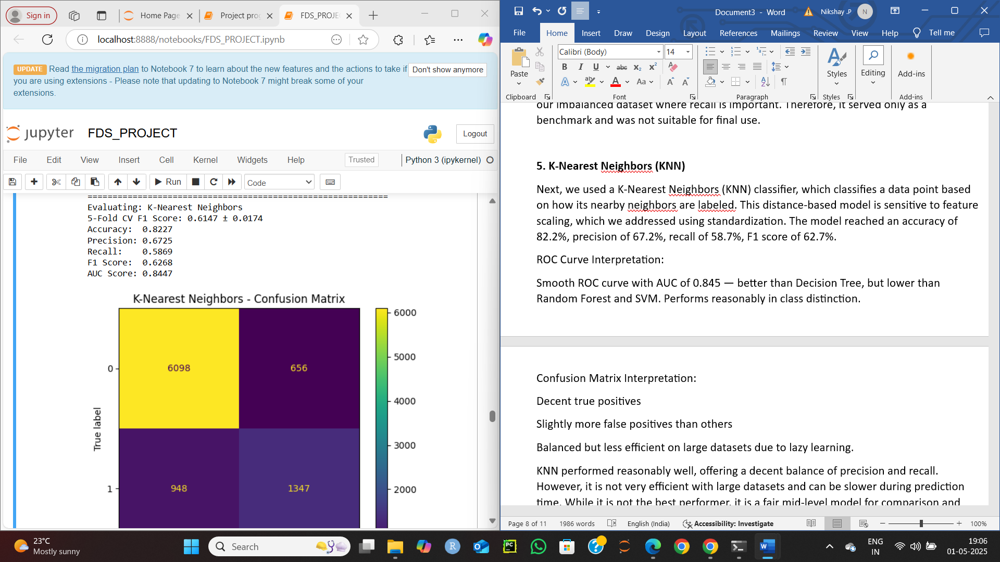 Sign in
Home Page
Project prog
FDS_PROJE
localhost:8888/notebooks/FDS_PROJECT.ipynb
UPDATE Read the migration plan to Notebook 7 to learn about the new features and the actions to take if
you are using extensions - Please note that updating to Notebook 7 might break some of your
extensions.
Don't show anymore
jupyter FDS_PROJECT
Logout
File Edit View Insert Cell Kernel Widgets Help
Trusted
Python 3 (ipykernel)
Run
Code
Evaluating: K-Nearest Neighbors
5-Fold CV F1 Score: 0.6147 ± 0.0174
Accuracy: 0.8227
Precision: 0.6725
Recall: 0.5869
F1 Score: 0.6268
AUC Score: 0.8447
K-Nearest Neighbors - Confusion Matrix
6000
5000
4000
3000
2000
0
6098 656
True label
1
948 1347
Document3 - Word
Nikshay .P
N
File Home Insert Draw Design Layout References Mailings Review View Help Tell me
Paste
Clipboard
Calibri (Body)
14
B I U abc X₂ X²
A ab A Aa A A
Font
Paragraph
Styles
Styles
Editing
Add-ins
Add-ins
our imbalanced dataset where recall is important. Therefore, it served only as a
benchmark and was not suitable for final use.
5. K-Nearest Neighbors (KNN)
Next, we used a K-Nearest Neighbors (KNN) classifier, which classifies a data point based
on how its nearby neighbors are labeled. This distance-based model is sensitive to feature
scaling, which we addressed using standardization. The model reached an accuracy of
82.2%, precision of 67.2%, recall of 58.7%, F1 score of 62.7%.
ROC Curve Interpretation:
Smooth ROC curve with AUC of 0.845 — better than Decision Tree, but lower than
Random Forest and SVM. Performs reasonably in class distinction.
Confusion Matrix Interpretation:
Decent true positives
Slightly more false positives than others
Balanced but less efficient on large datasets due to lazy learning.
KNN performed reasonably well, offering a decent balance of precision and recall.
However, it is not very efficient with large datasets and can be slower during prediction
time. While it is not the best performer, it is a fair mid-level model for comparison and
Page 8 of 11
1986 words
English (India)
Accessibility: Investigate
100%
23°C
Mostly sunny
Search
ENG
IN
19:06
01-05-2025